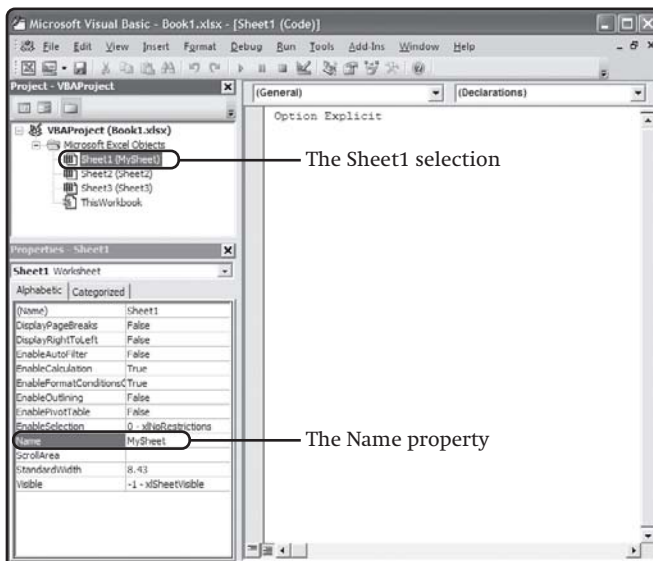 Microsoft Visual Basic - Book1.xlsx - [Sheet1 (Code)]
File Edit View Insert Format Debug Run Tools Add-Ins Window Help
Project - VBAProject
(General)
(Declarations)
Option Explicit
VBAProject (Book1.xlsx)
Microsoft Excel Objects
Sheet1 (MySheet)
The Sheet1 selection
Sheet2 (Sheet2)
Sheet3 (Sheet3)
ThisWorkbook
Properties - Sheet1
Sheet1 Worksheet
Alphabetic Categorized
(Name) Sheet1
DisplayPageBreaks False
DisplayRightToLeft False
EnableAutoFilter False
EnableCalculation True
EnableFormatConditionsC True
EnableOutlining False
EnablePivotTable False
EnableSelection 0 - xlNoRestrictions
Name MySheet
The Name property
ScrollArea
StandardWidth 8.43
Visible -1 - xlSheetVisible